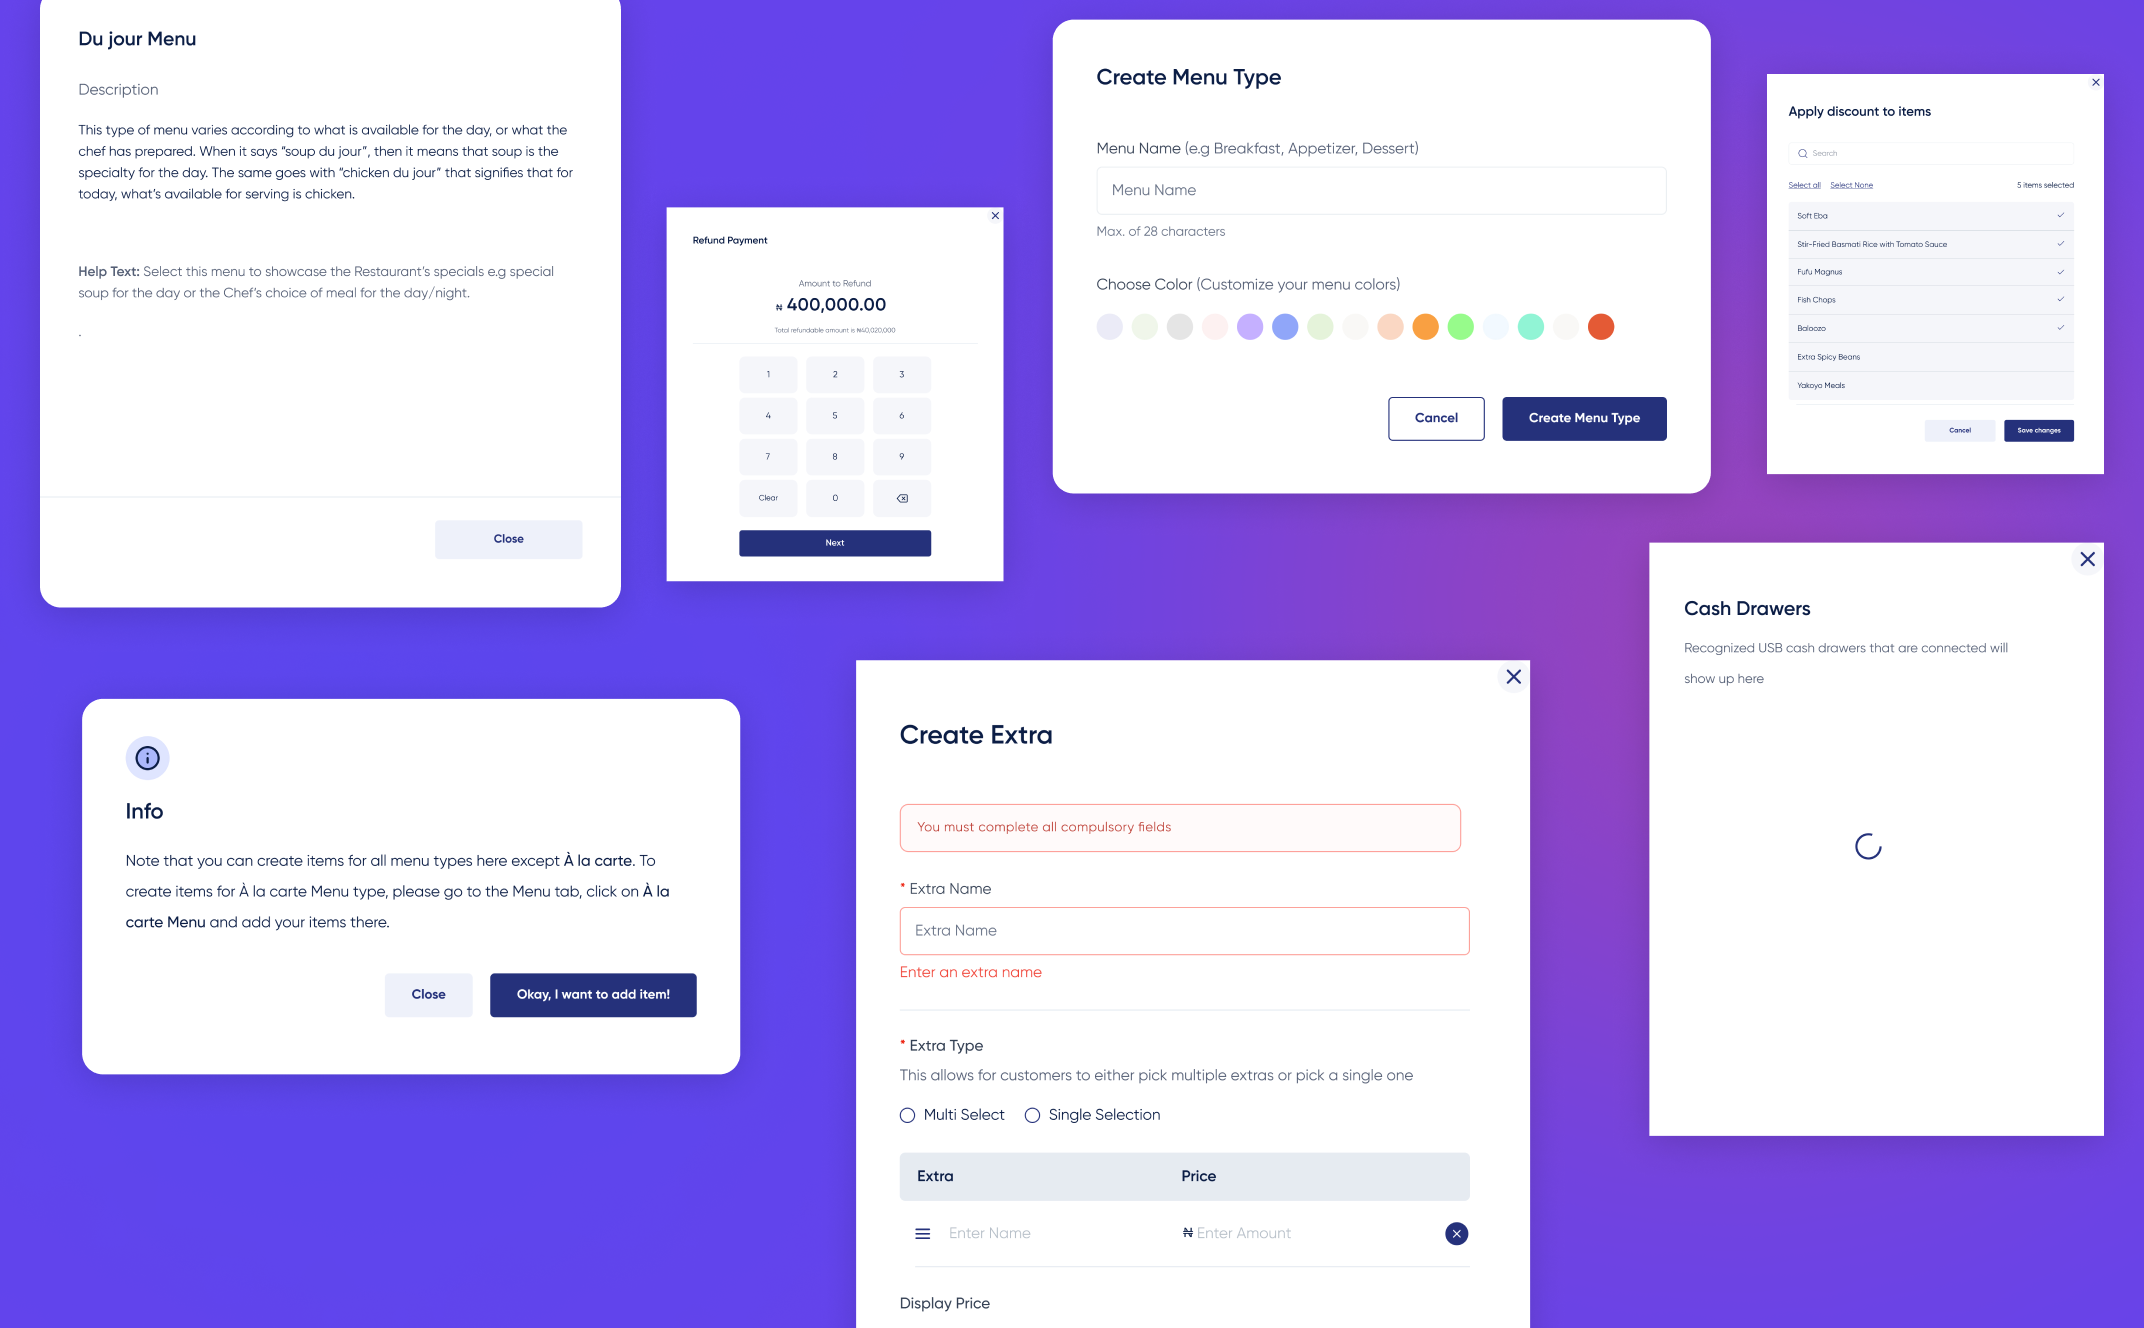 Du jour Menu
Description
This type of menu varies according to what is available for the day, or what the
chef has prepared. When it says “soup du jour”, then it means that soup is the
specialty for the day. The same goes with “chicken du jour” that signifies that for
today, what’s available for serving is chicken.
Help Text: Select this menu to showcase the Restaurant’s specials e.g special
soup for the day or the Chef’s choice of meal for the day/night.
.
Close
Refund Payment
Amount to Refund
₦ 400,000.00
Total refundable amount is ₦40,020,000
1 2 3
4 5 6
7 8 9
Clear 0
Next
Create Menu Type
Menu Name (e.g Breakfast, Appetizer, Dessert)
Menu Name
Max. of 28 characters
Choose Color (Customize your menu colors)
Cancel Create Menu Type
Apply discount to items
Search
Select all Select None 5 items selected
Soft Eba
Stir-Fried Basmati Rice with Tomato Sauce
Fufu Magnus
Fish Chops
Baloozo
Extra Spicy Beans
Yakoyo Meals
Cancel Save changes
Info
Note that you can create items for all menu types here except À la carte. To
create items for À la carte Menu type, please go to the Menu tab, click on À la
carte Menu and add your items there.
Close Okay, I want to add item!
Create Extra
You must complete all compulsory fields
* Extra Name
Extra Name
Enter an extra name
* Extra Type
This allows for customers to either pick multiple extras or pick a single one
Multi Select Single Selection
Extra Price
Enter Name ₦ Enter Amount
Display Price
Cash Drawers
Recognized USB cash drawers that are connected will
show up here